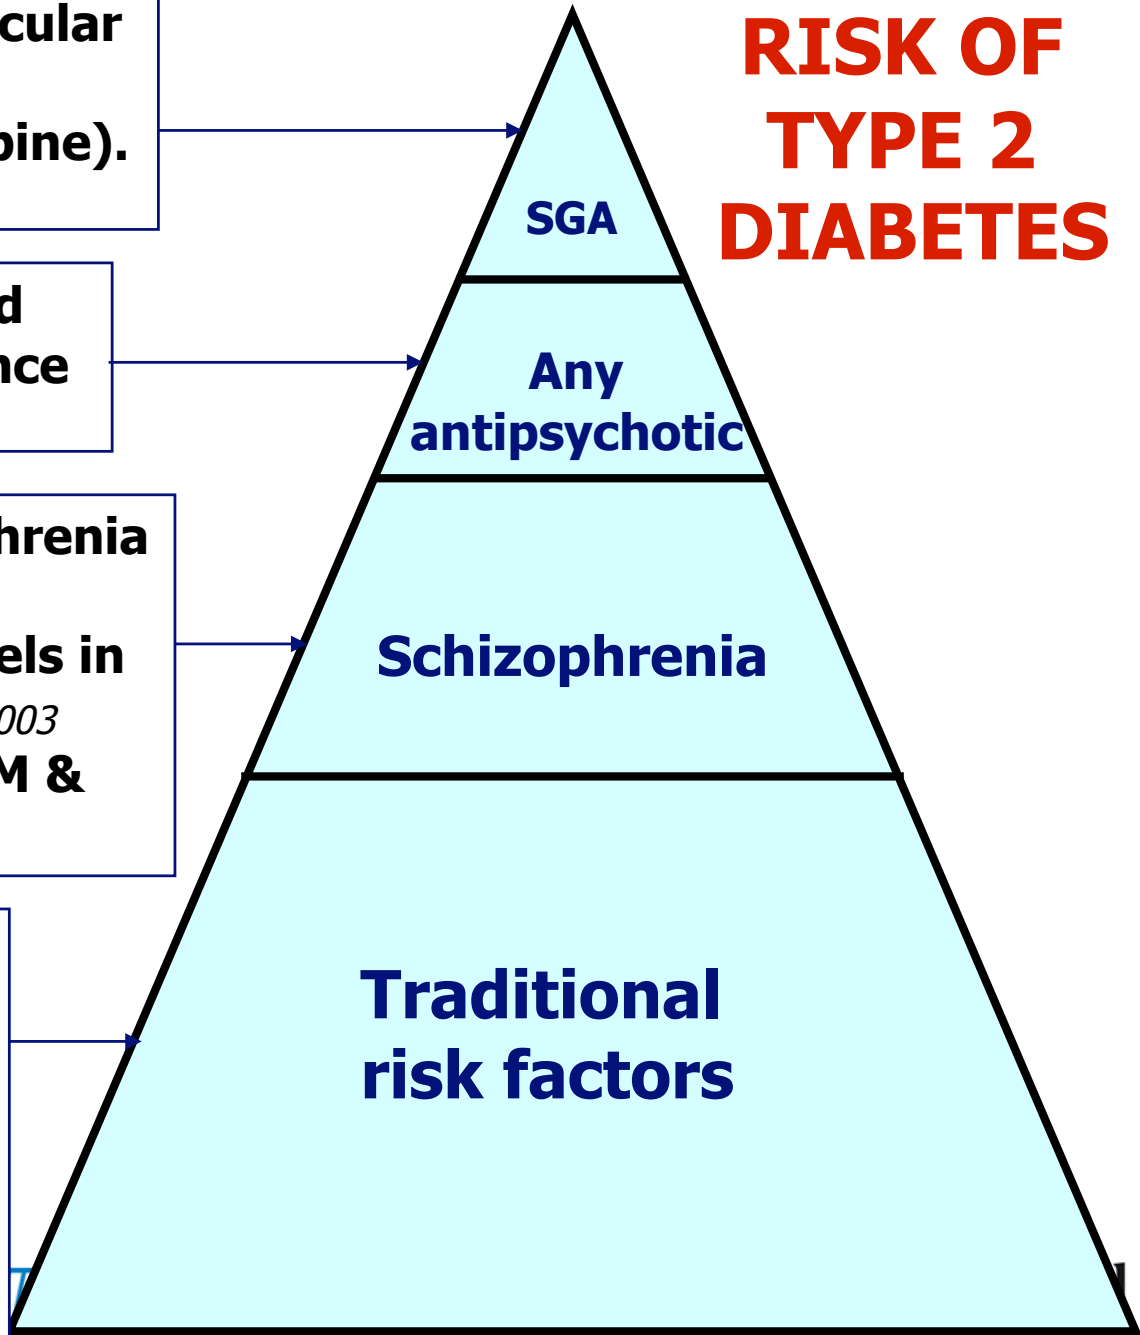 RISK OF
TYPE 2
DIABETES
cular
pine).
SGA
d
nce
Any
antipsychotic
hrenia
els in
003
M &
Schizophrenia
Traditional
risk factors